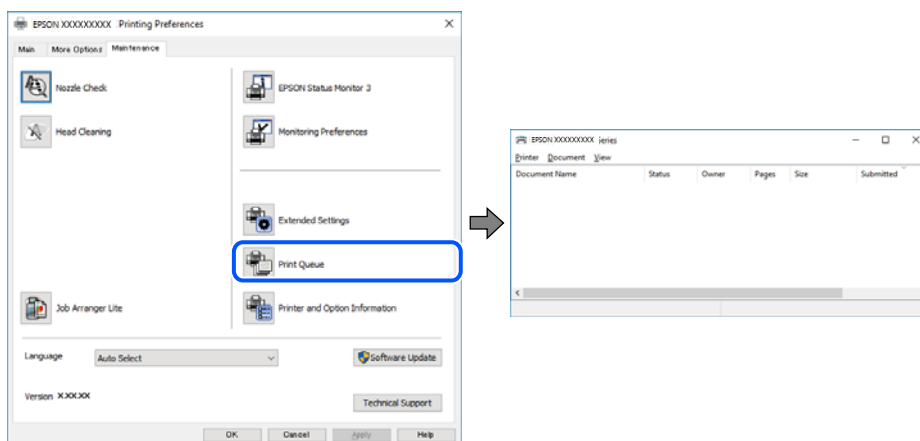 EPSON XXXXXXXXX Printing Preferences
Main More Options Maintenance
Nozzle Check
EPSON Status Monitor 3
Head Cleaning
Monitoring Preferences
Extended Settings
Print Queue
Job Arranger Lite
Printer and Option Information
Language Auto Select
Software Update
Version X.XX.XX
Technical Support
OK Cancel Apply Help
EPSON XXXXXXXXX ieries
Printer Document View
Document Name Status Owner Pages Size Submitted